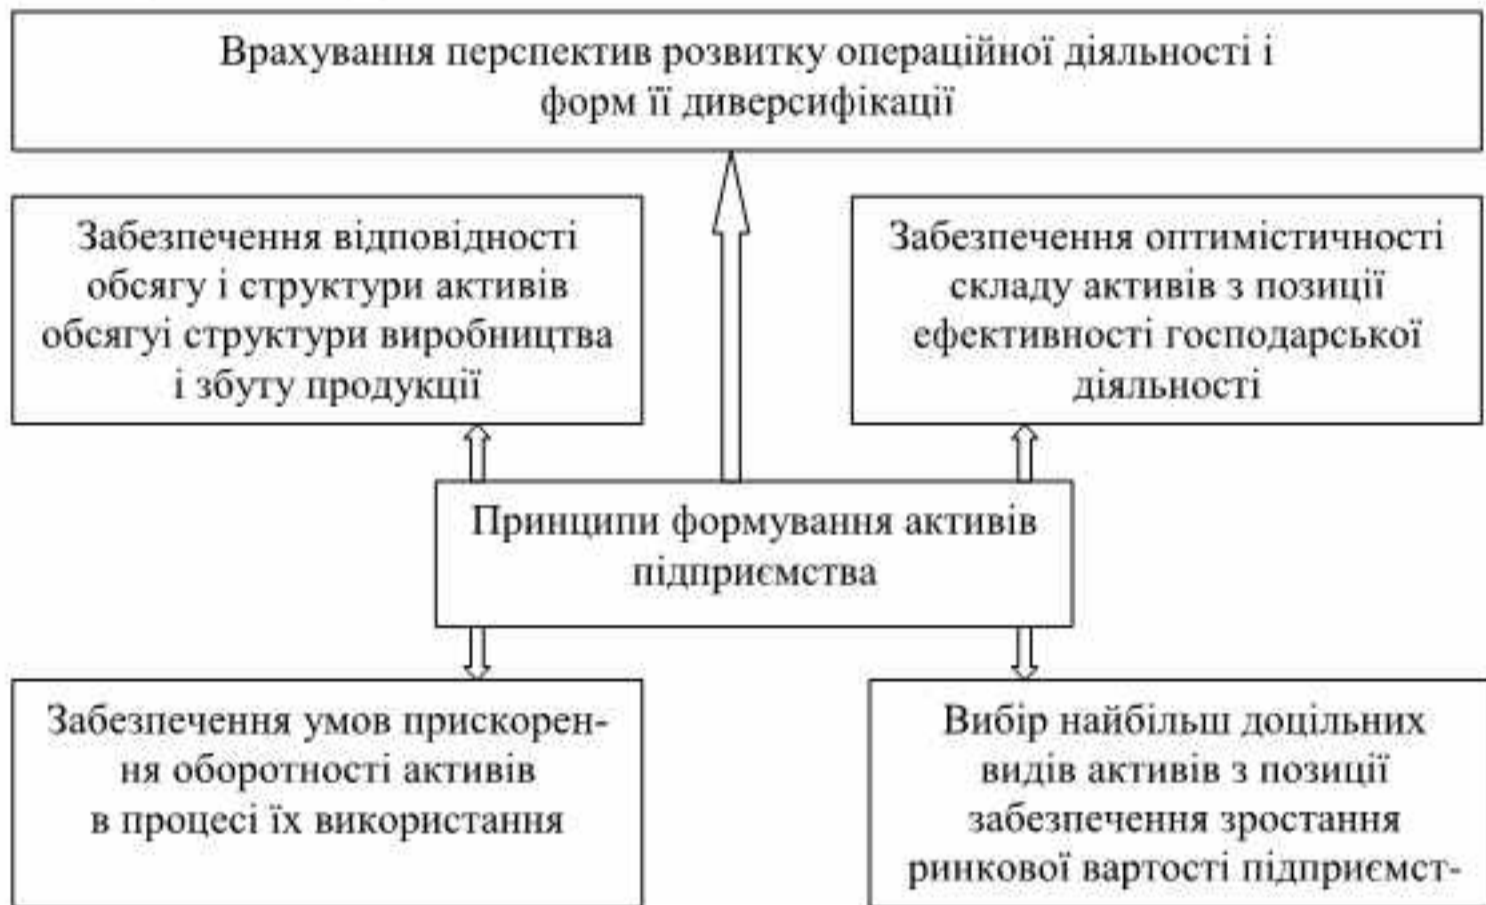 Врахування перспектив розвитку операційної діяльності і
форм її диверсифікації
Забезпечення відповідності
обсягу і структури активів
обсягуі структури виробництва
і збуту продукції
Забезпечення оптимістичності
складу активів з позиції
ефективності господарської
діяльності
Принципи формування активів
підприємства
Забезпечення умов прискорен-
ня оборотності активів
в процесі їх використання
Вибір найбільш доцільних
видів активів з позиції
забезпечення зростання
ринкової вартості підприємст-